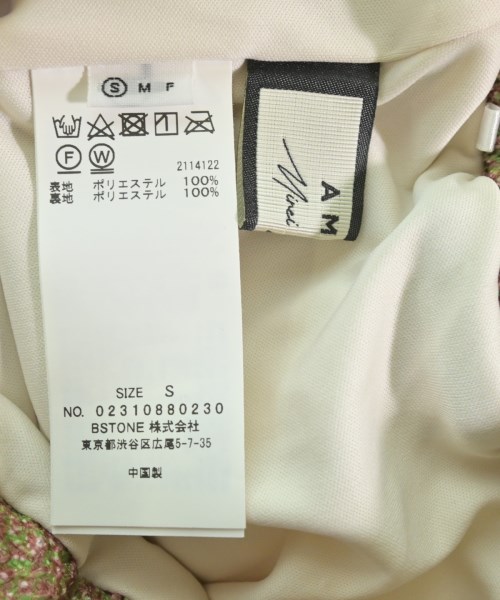 S M F
F W
2114122
表地 ポリエステル 100%
裏地 ポリエステル 100%
SIZE S
NO. 02310880230
BSTONE 株式会社
東京都渋谷区広尾5-7-35
中国製
AM